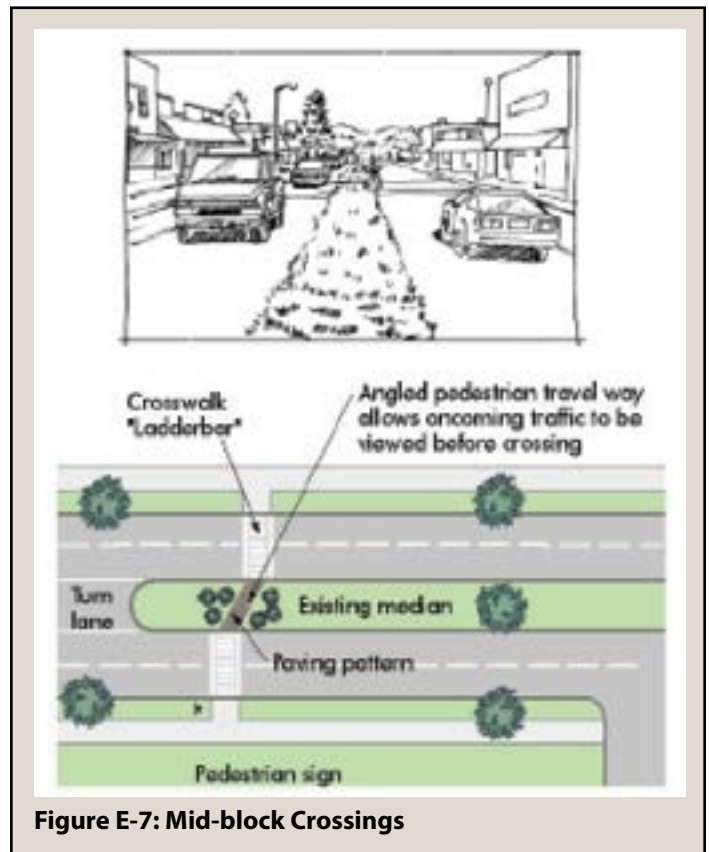 Crosswalk
"Ladderbar"
Angled pedestrian travel way
allows oncoming traffic to be
viewed before crossing
Turn
lane
Existing median
Paving pattern
Pedestrian sign
Figure E-7: Mid-block Crossings